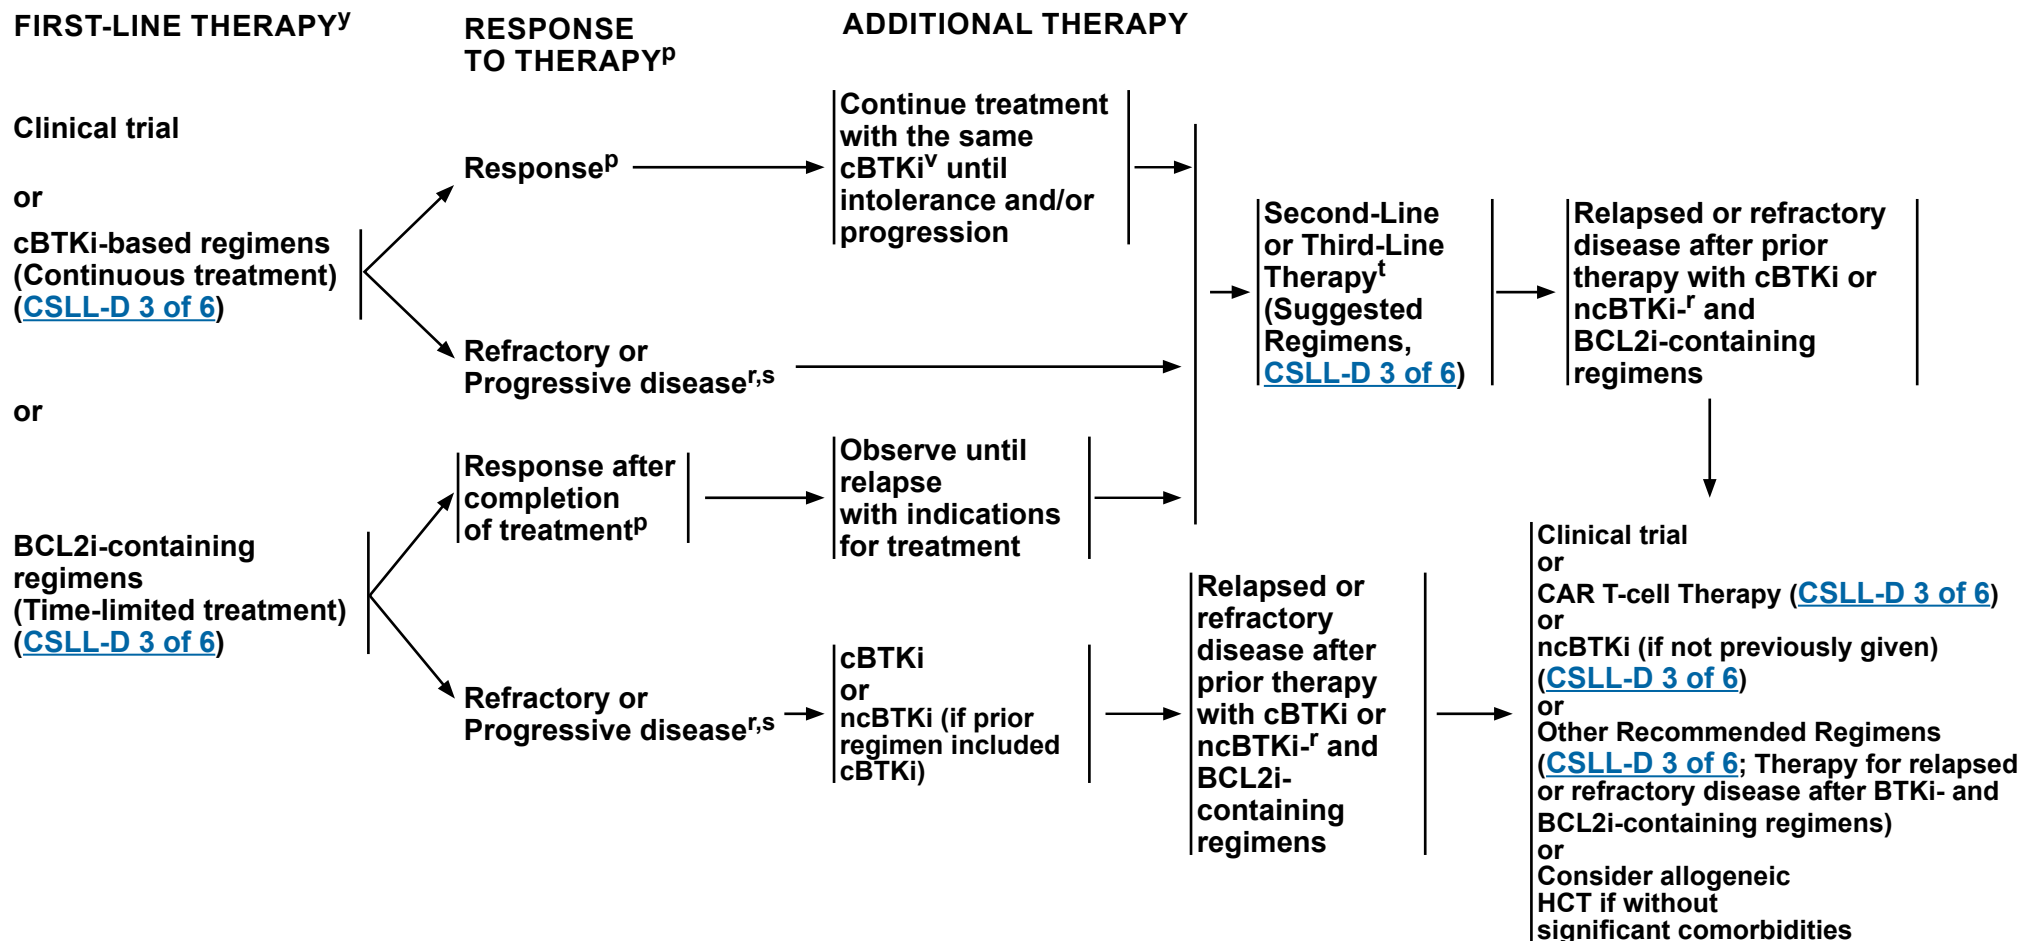 FIRST-LINE THERAPYy
RESPONSE
TO THERAPYp
ADDITIONAL THERAPY
Clinical trial
or
cBTKi-based regimens
(Continuous treatment)
(CSLL-D 3 of 6)
or
BCL2i-containing
regimens
(Time-limited treatment)
(CSLL-D 3 of 6)
Responsep
Refractory or
Progressive diseaser,s
Response after
completion
of treatmentp
Refractory or
Progressive diseaser,s
Continue treatment
with the same
cBTKiv until
intolerance and/or
progression
Observe until
relapse
with indications
for treatment
cBTKi
or
ncBTKi (if prior
regimen included
cBTKi)
Second-Line
or Third-Line
Therapyt
(Suggested
Regimens,
CSLL-D 3 of 6)
Relapsed or refractory
disease after prior
therapy with cBTKi or
ncBTKi-r and
BCL2i-containing
regimens
Relapsed or
refractory
disease after
prior therapy
with cBTKi or
ncBTKi-r and
BCL2i-
containing
regimens
Clinical trial
or
CAR T-cell Therapy (CSLL-D 3 of 6)
or
ncBTKi (if not previously given)
(CSLL-D 3 of 6)
or
Other Recommended Regimens
(CSLL-D 3 of 6; Therapy for relapsed
or refractory disease after BTKi- and
BCL2i-containing regimens)
or
Consider allogeneic
HCT if without
significant comorbidities